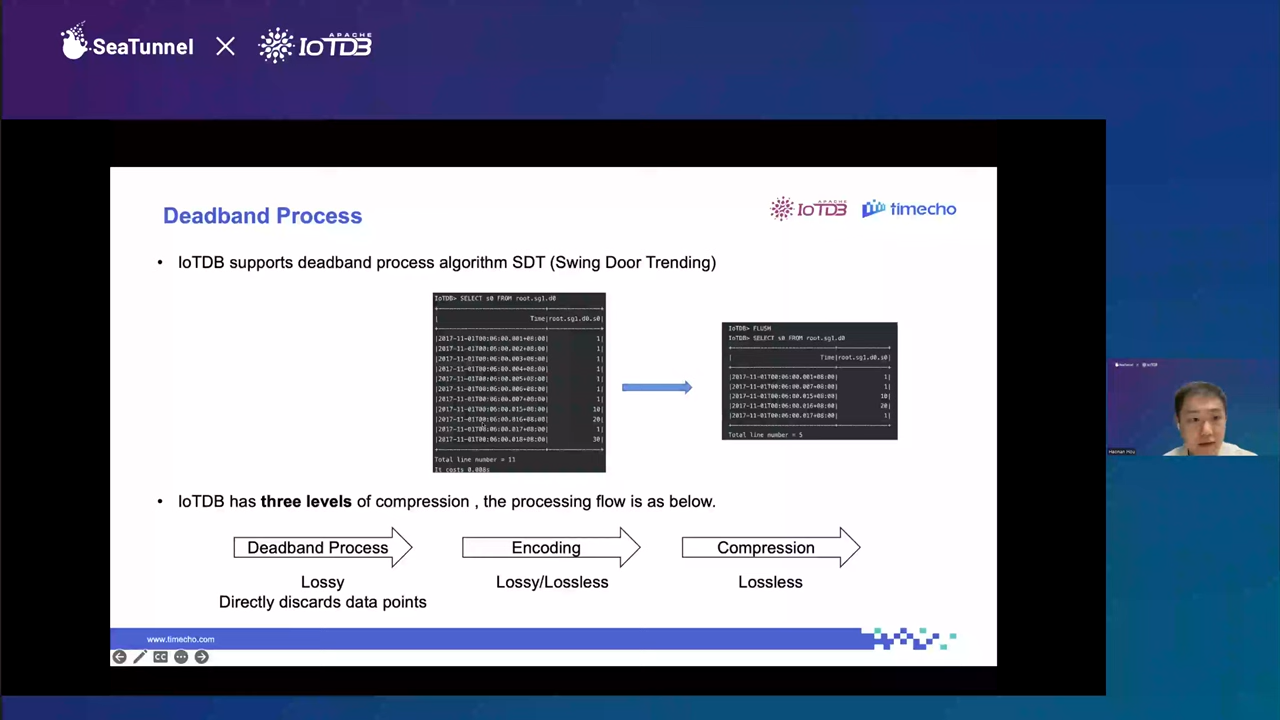 SeaTunnel
APACHE
IoTDB
Deadband Process
APACHE
IoTDB
timecho
• IoTDB supports deadband process algorithm SDT (Swing Door Trending)
IoTDB> SELECT s0 FROM root.sg1.d0
| Time|root.sg1.d0.s0|
|2017-11-01T00:06:00.001+08:00| 1|
|2017-11-01T00:06:00.002+08:00| 1|
|2017-11-01T00:06:00.003+08:00| 1|
|2017-11-01T00:06:00.004+08:00| 1|
|2017-11-01T00:06:00.005+08:00| 1|
|2017-11-01T00:06:00.006+08:00| 1|
|2017-11-01T00:06:00.007+08:00| 1|
|2017-11-01T00:06:00.015+08:00| 10|
|2017-11-01T00:06:00.016+08:00| 20|
|2017-11-01T00:06:00.017+08:00| 1|
|2017-11-01T00:06:00.018+08:00| 30|
Total line number = 11
It costs 0.008s
IoTDB> FLUSH
IoTDB> SELECT s0 FROM root.sg1.d0
| Time|root.sg1.d0.s0|
|2017-11-01T00:06:00.001+08:00| 1|
|2017-11-01T00:06:00.007+08:00| 1|
|2017-11-01T00:06:00.015+08:00| 10|
|2017-11-01T00:06:00.016+08:00| 20|
|2017-11-01T00:06:00.017+08:00| 1|
Total line number = 5
• IoTDB has three levels of compression , the processing flow is as below.
Deadband Process
Encoding
Compression
Lossy
Lossy/Lossless
Lossless
Directly discards data points
www.timecho.com
CC